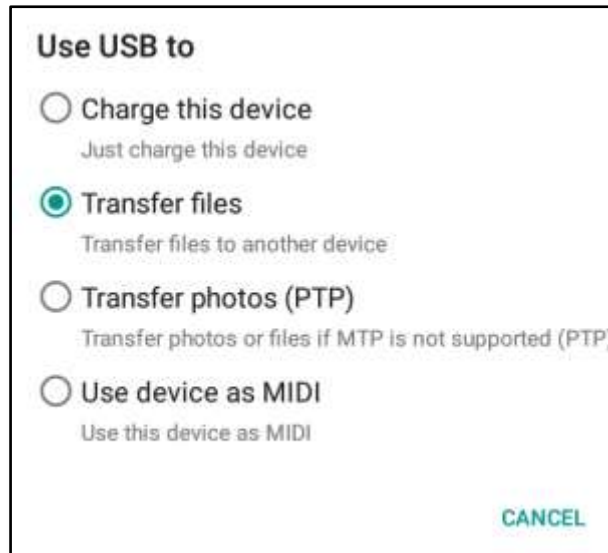 Use USB to
Charge this device
Just charge this device
Transfer files
Transfer files to another device
Transfer photos (PTP)
Transfer photos or files if MTP is not supported (PTP)
Use device as MIDI
Use this device as MIDI
CANCEL